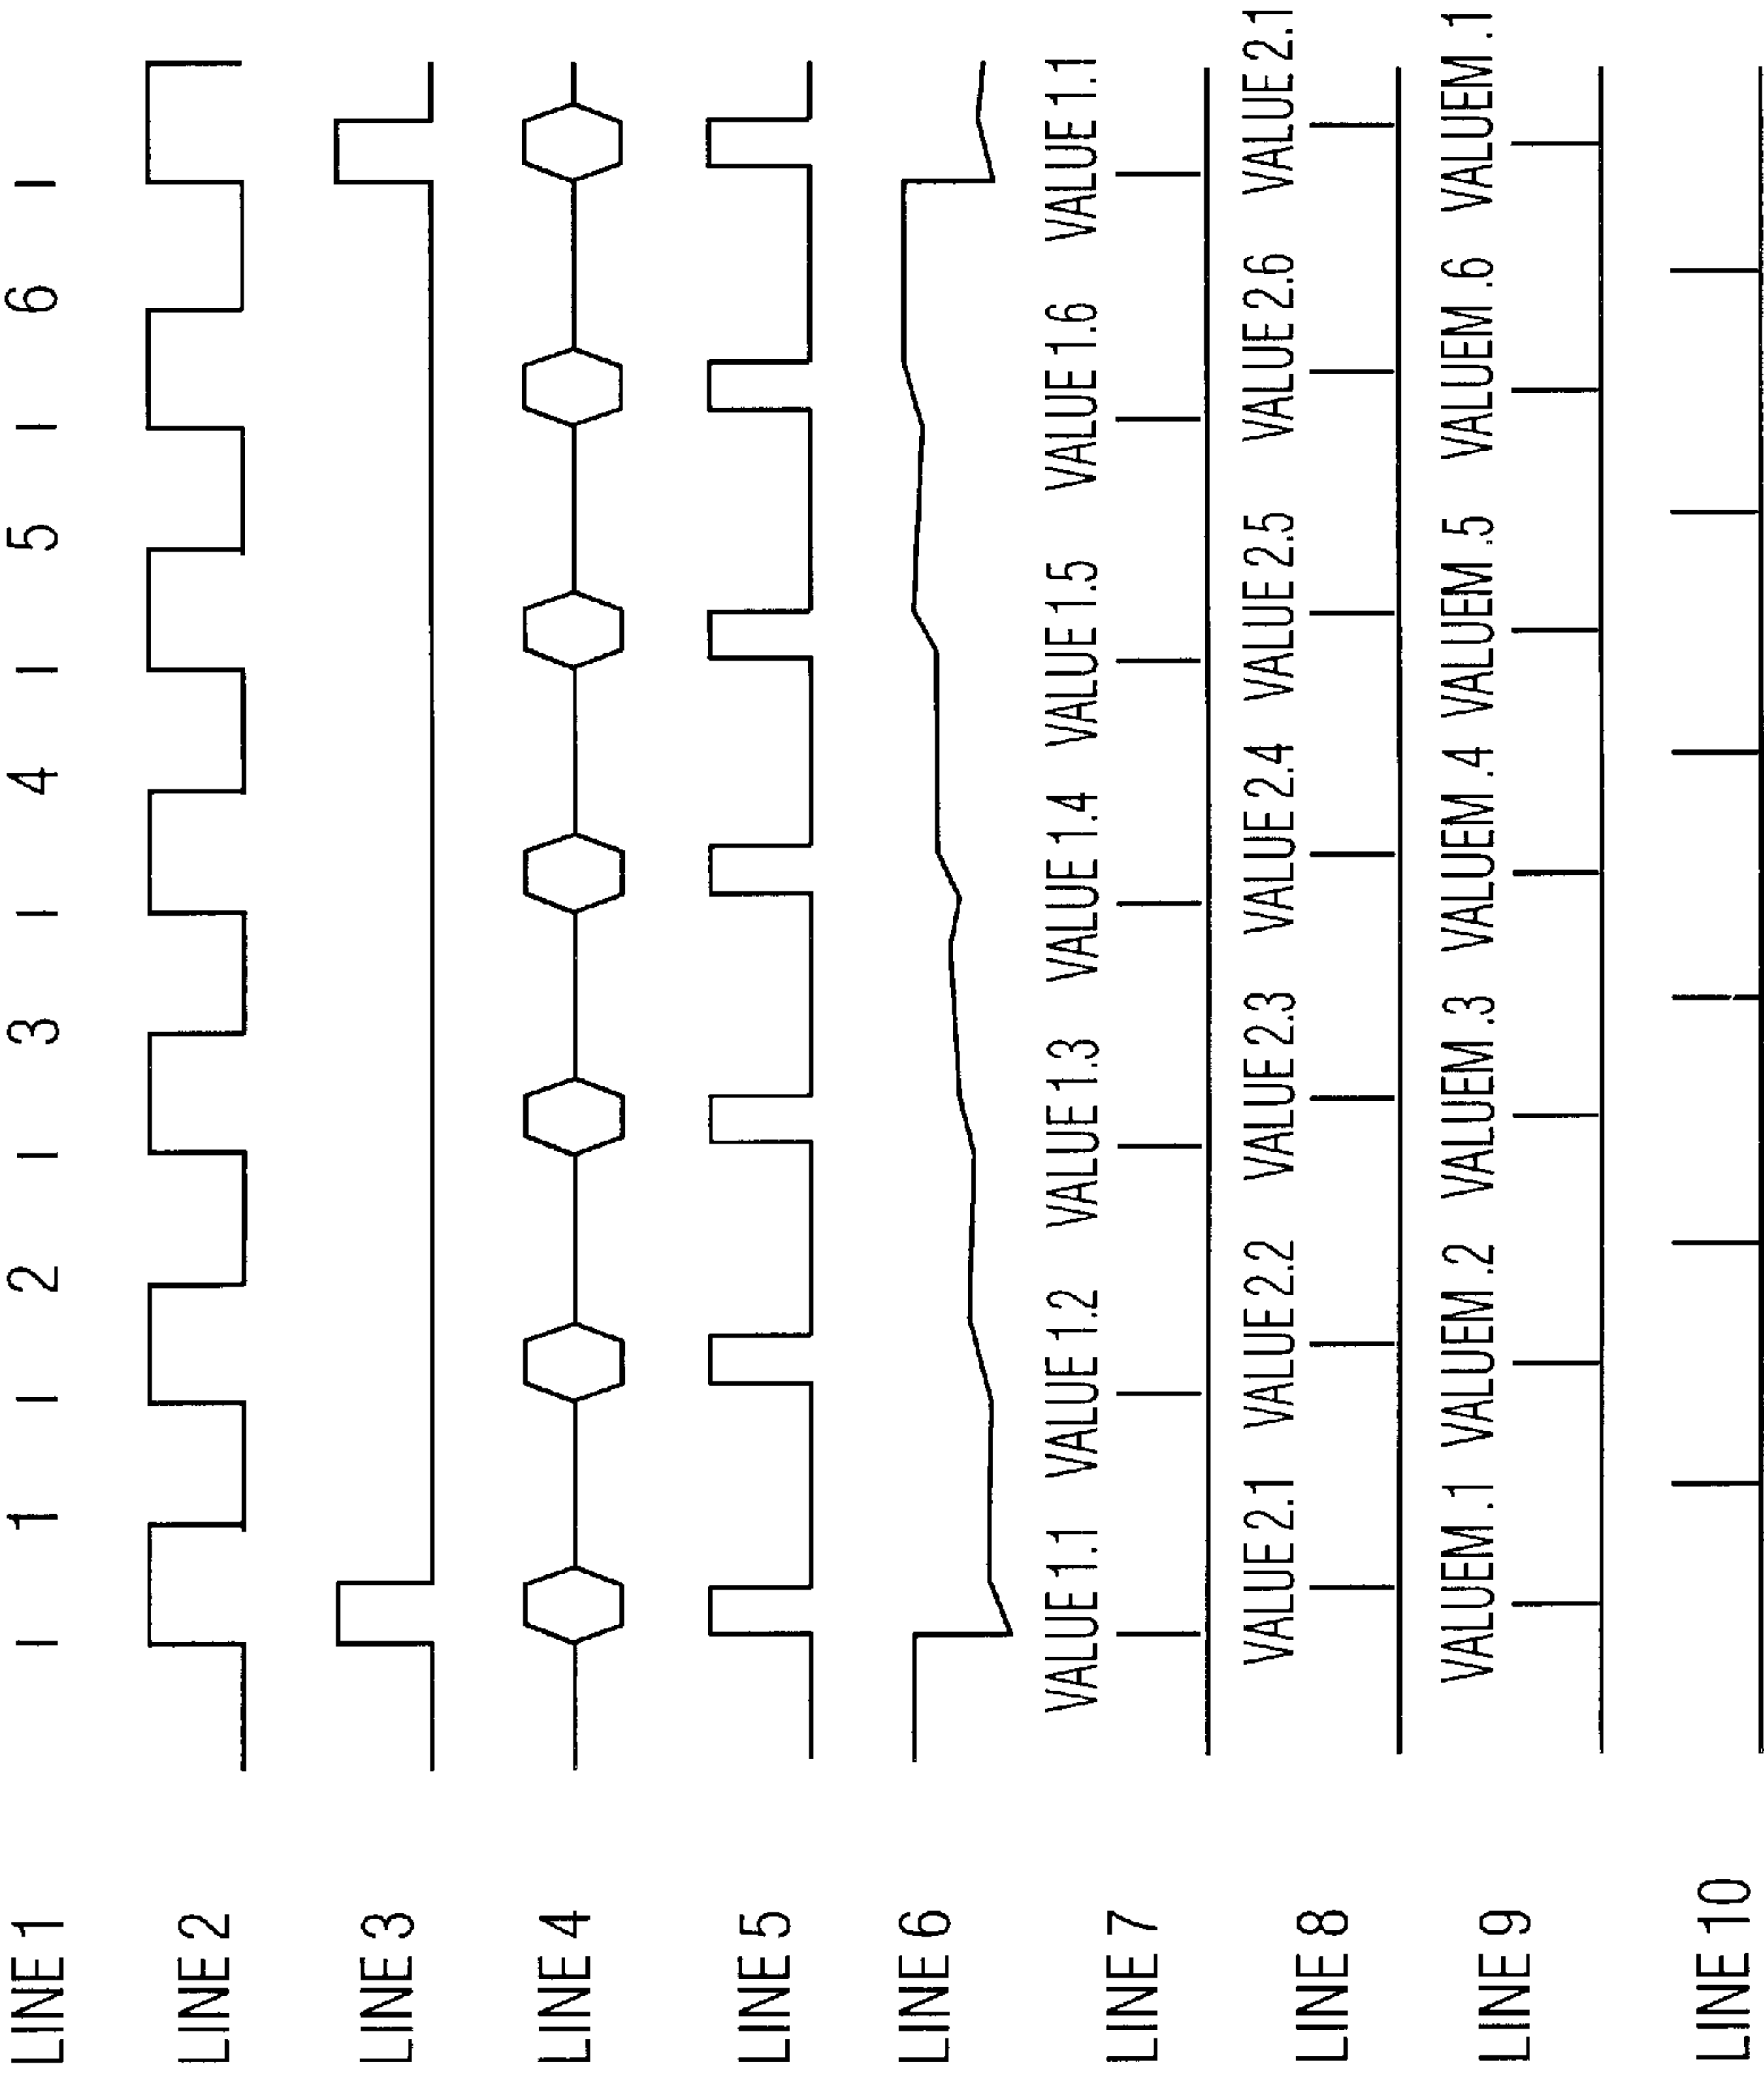 LINE 1 1 2 3 4 5 6
LINE 2
LINE 3
LINE 4
LINE 5
LINE 6
VALUE 1.1 VALUE 1.2 VALUE 1.3 VALUE 1.4 VALUE 1.5 VALUE 1.6 VALUE 1.1
LINE 7
VALUE 2.1 VALUE 2.2 VALUE 2.3 VALUE 2.4 VALUE 2.5 VALUE 2.6 VALUE 2.1
LINE 8
VALUEM .1 VALUEM .2 VALUEM .3 VALUEM .4 VALUEM .5 VALUEM .6 VALUEM .1
LINE 9
LINE 10